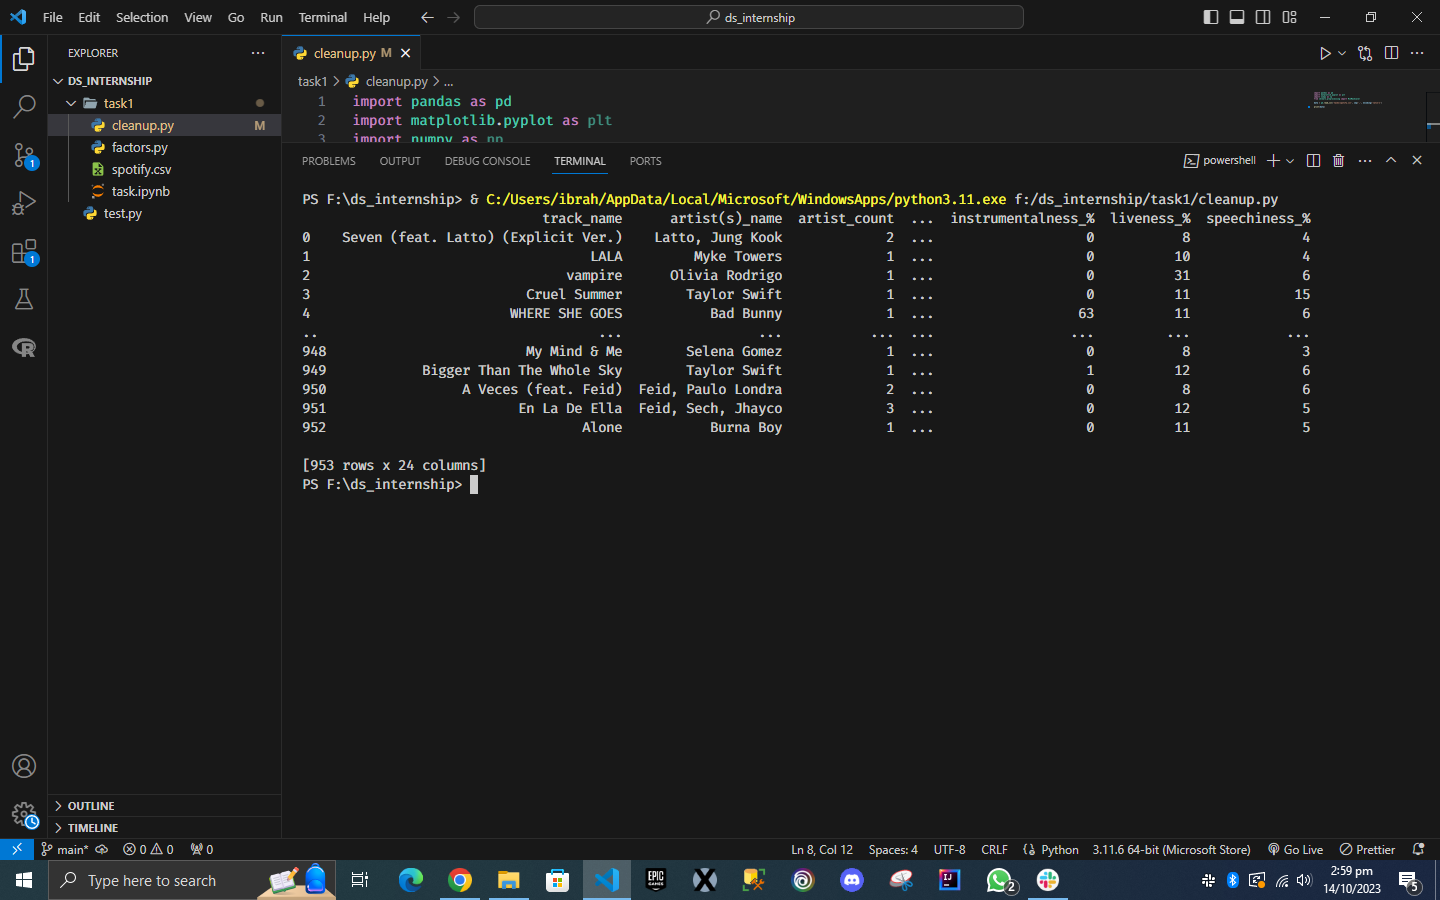 File Edit Selection View Go Run Terminal Help ds_internship
EXPLORER
DS_INTERNSHIP
task1
cleanup.py M
factors.py
spotify.csv
task.ipynb
test.py
OUTLINE
TIMELINE
1
1
cleanup.py M
task1 > cleanup.py > ...
1 import pandas as pd
2 import matplotlib.pyplot as plt
3 import numpy as np
PROBLEMS OUTPUT DEBUG CONSOLE TERMINAL PORTS powershell
PS F:\ds_internship> & C:/Users/ibrah/AppData/Local/Microsoft/WindowsApps/python3.11.exe f:/ds_internship/task1/cleanup.py
track_name artist(s)_name artist_count ... instrumentalness_% liveness_% speechiness_%
0 Seven (feat. Latto) (Explicit Ver.) Latto, Jung Kook 2 ... 0 8 4
1 LALA Myke Towers 1 ... 0 10 4
2 vampire Olivia Rodrigo 1 ... 0 31 6
3 Cruel Summer Taylor Swift 1 ... 0 11 15
4 WHERE SHE GOES Bad Bunny 1 ... 63 11 6
.. ... ... ... ... ... ... ...
948 My Mind & Me Selena Gomez 1 ... 0 8 3
949 Bigger Than The Whole Sky Taylor Swift 1 ... 1 12 6
950 A Veces (feat. Feid) Feid, Paulo Londra 2 ... 0 8 6
951 En La De Ella Feid, Sech, Jhayco 3 ... 0 12 5
952 Alone Burna Boy 1 ... 0 11 5
[953 rows x 24 columns]
PS F:\ds_internship>
main* 0 0 0 Ln 8, Col 12 Spaces: 4 UTF-8 CRLF Python 3.11.6 64-bit (Microsoft Store) Go Live Prettier
Type here to search
EPIC GAMES
IJ
2
2:59 pm
14/10/2023
5